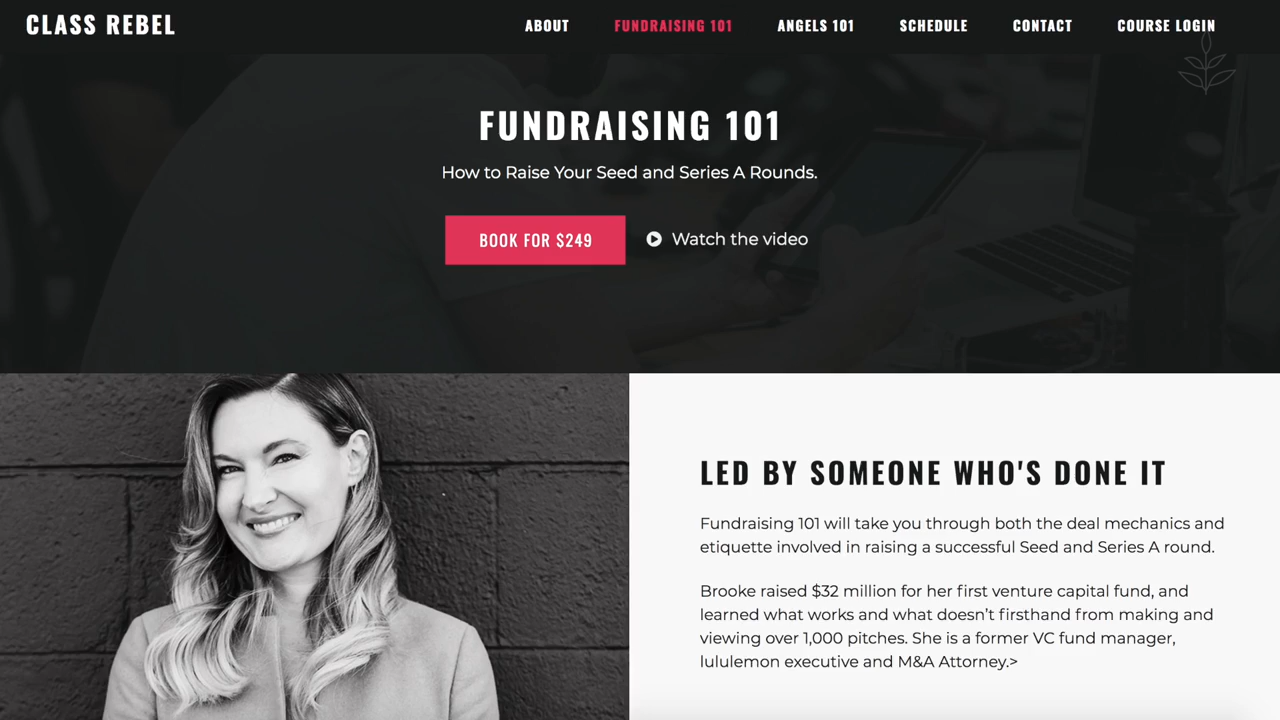 CLASS REBEL
ABOUT FUNDRAISING 101 ANGELS 101 SCHEDULE CONTACT COURSE LOGIN
FUNDRAISING 101
How to Raise Your Seed and Series A Rounds.
BOOK FOR $249
Watch the video
LED BY SOMEONE WHO'S DONE IT
Fundraising 101 will take you through both the deal mechanics and
etiquette involved in raising a successful Seed and Series A round.
Brooke raised $32 million for her first venture capital fund, and
learned what works and what doesn’t firsthand from making and
viewing over 1,000 pitches. She is a former VC fund manager,
lululemon executive and M&A Attorney.>